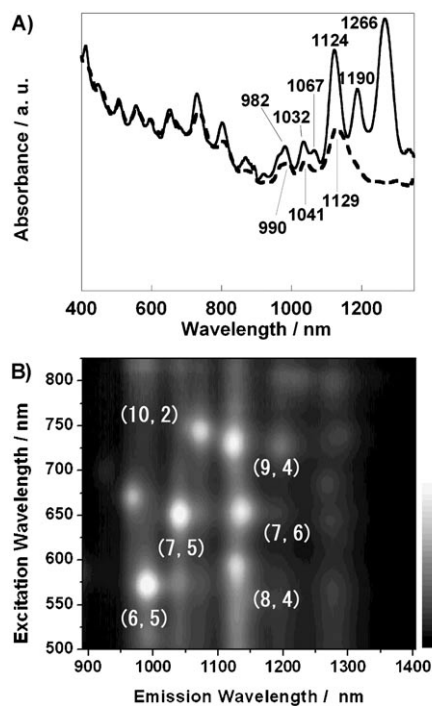 A)
1266
1124
1067
1190
982
1032
990
1041
1129
Absorbance / a. u.
400 600 800 1000 1200
Wavelength / nm
B)
800
750
700
650
600
550
500
(10, 2)
(9, 4)
(7, 5)
(7, 6)
(6, 5)
(8, 4)
Excitation Wavelength / nm
900 1000 1100 1200 1300 1400
Emission Wavelength / nm